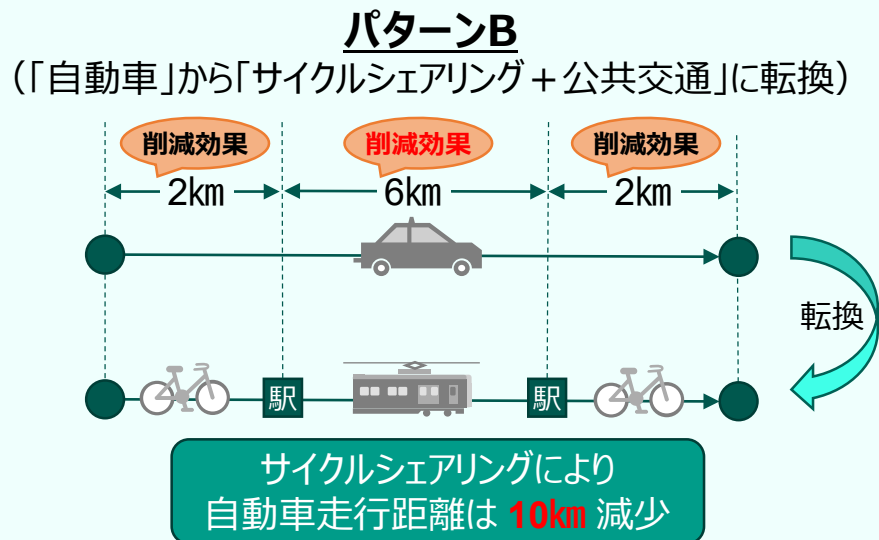 パターンB
(「自動車」から「サイクルシェアリング+公共交通」に転換)
削減効果 削減効果 削減効果
2㎞ 6㎞ 2㎞
転換
駅 駅
サイクルシェアリングにより
自動車走行距離は 10㎞ 減少